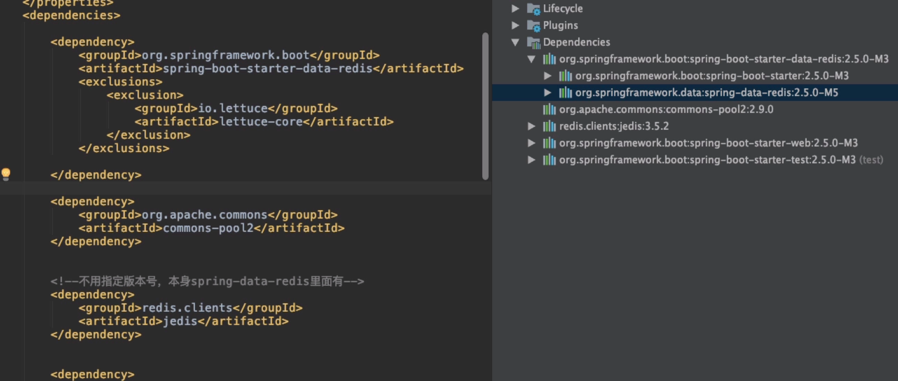 </properties>
<dependencies>
<dependency>
<groupId>org.springframework.boot</groupId>
<artifactId>spring-boot-starter-data-redis</artifactId>
<exclusions>
<exclusion>
<groupId>io.lettuce</groupId>
<artifactId>lettuce-core</artifactId>
</exclusion>
</exclusions>
</dependency>
<dependency>
<groupId>org.apache.commons</groupId>
<artifactId>commons-pool2</artifactId>
</dependency>
<!--不用指定版本号，本身spring-data-redis里面有-->
<dependency>
<groupId>redis.clients</groupId>
<artifactId>jedis</artifactId>
</dependency>
<dependency>
Lifecycle
Plugins
Dependencies
org.springframework.boot:spring-boot-starter-data-redis:2.5.0-M3
org.springframework.boot:spring-boot-starter:2.5.0-M3
org.springframework.data:spring-data-redis:2.5.0-M5
org.apache.commons:commons-pool2:2.9.0
redis.clients:jedis:3.5.2
org.springframework.boot:spring-boot-starter-web:2.5.0-M3
org.springframework.boot:spring-boot-starter-test:2.5.0-M3 (test)